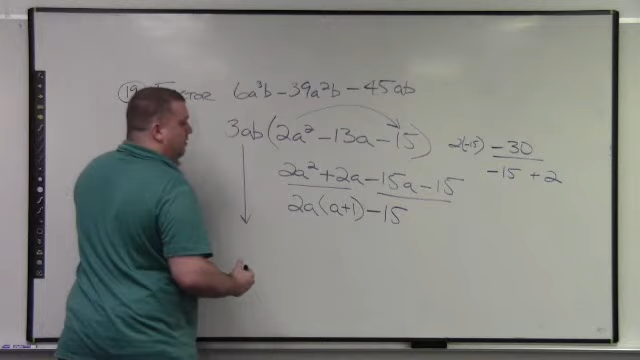 19. Factor 6a³b - 39a²b - 45ab
3ab(2a² - 13a - 15)
2(-15) -30
-15 + 2
2a² + 2a - 15a - 15
2a(a+1) - 15